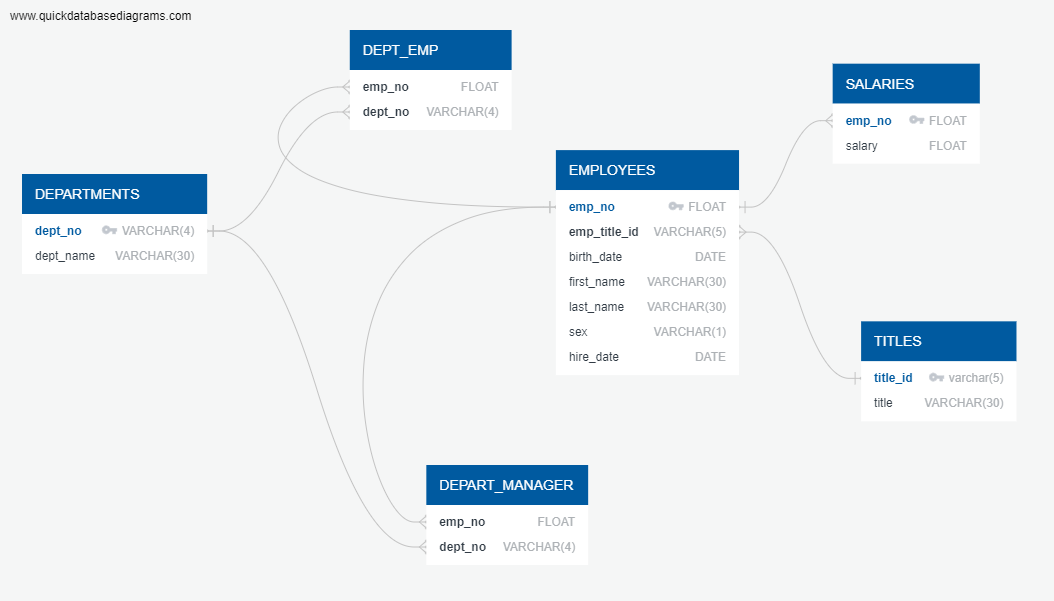 www.quickdatabasediagrams.com
DEPT_EMP
emp_no FLOAT
dept_no VARCHAR(4)
SALARIES
emp_no FLOAT
salary FLOAT
EMPLOYEES
emp_no FLOAT
emp_title_id VARCHAR(5)
birth_date DATE
first_name VARCHAR(30)
last_name VARCHAR(30)
sex VARCHAR(1)
hire_date DATE
DEPARTMENTS
dept_no VARCHAR(4)
dept_name VARCHAR(30)
TITLES
title_id varchar(5)
title VARCHAR(30)
DEPART_MANAGER
emp_no FLOAT
dept_no VARCHAR(4)